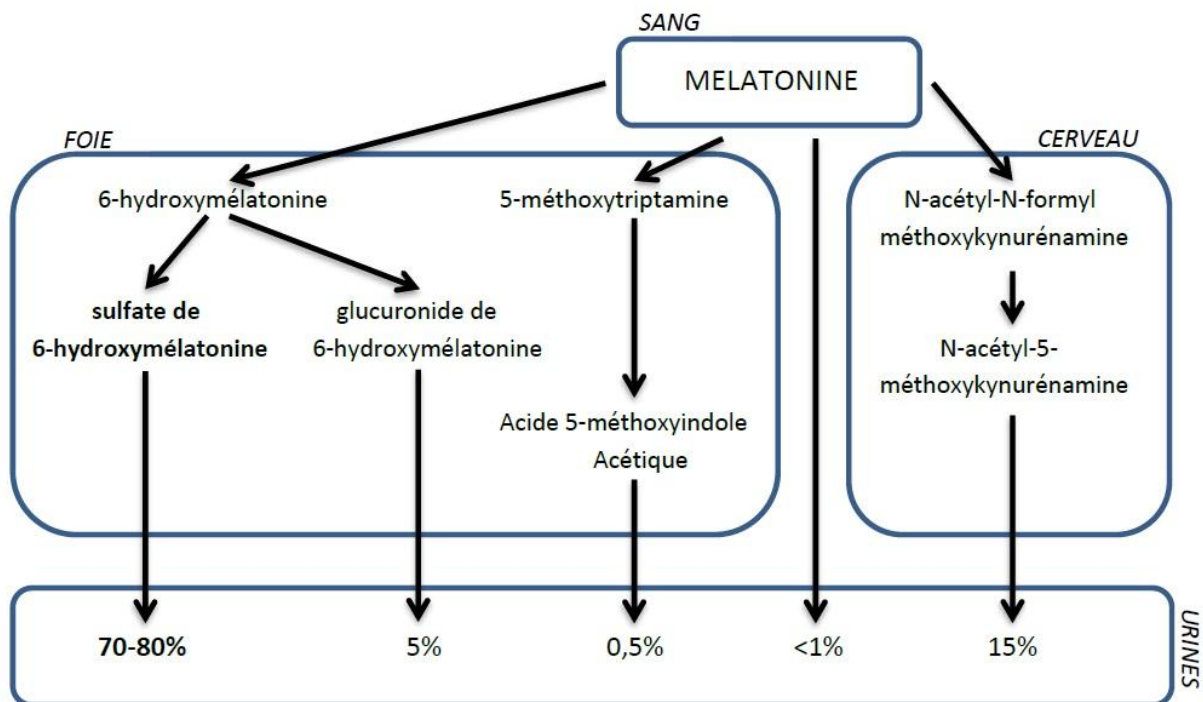 SANG
MELATONINE
FOIE
CERVEAU
6-hydroxymélatonine
5-méthoxytriptamine
N-acétyl-N-formyl
méthoxykynurénamine
sulfate de
6-hydroxymélatonine
glucuronide de
6-hydroxymélatonine
N-acétyl-5-
méthoxykynurénamine
Acide 5-méthoxyindole
Acétique
70-80%
5%
0,5%
<1%
15%
URINES